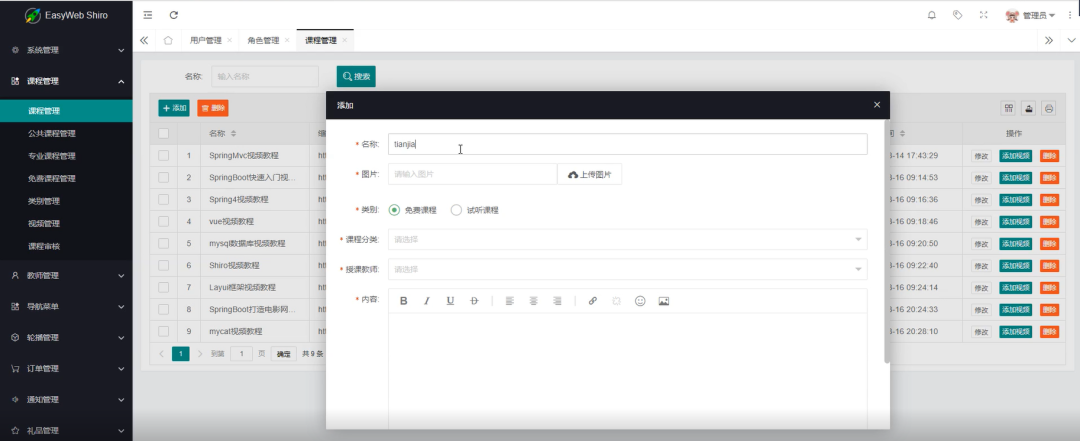 EasyWeb Shiro
管理员
用户管理
角色管理
课程管理
系统管理
课程管理
课程管理
公共课程管理
专业课程管理
免费课程管理
类别管理
视频管理
课程审核
教师管理
导航菜单
轮播管理
订单管理
通知管理
礼品管理
名称:
输入名称
搜索
添加
删除
名称
操作
1 SpringMvc视频教程 htt 3-14 17:43:29 修改 添加视频 删除
2 SpringBoot快速入门视... 3-16 09:14:53 修改 添加视频 删除
3 Spring4视频教程 3-16 09:16:36 修改 添加视频 删除
4 vue视频教程 3-16 09:18:46 修改 添加视频 删除
5 mysql数据库视频教程 3-16 09:20:50 修改 添加视频 删除
6 Shiro视频教程 3-16 09:22:40 修改 添加视频 删除
7 Layui框架视频教程 3-16 09:24:14 修改 添加视频 删除
8 SpringBoot打造电影网... 3-16 20:24:33 修改 添加视频 删除
9 mycat视频教程 3-16 20:28:10 修改 添加视频 删除
1 到第 1 页 确定 共 9 条
添加
* 名称: tianjia
* 图片: 请输入图片 上传图片
* 类别: 免费课程 试听课程
* 课程分类: 请选择
* 授课教师: 请选择
* 内容: B I U